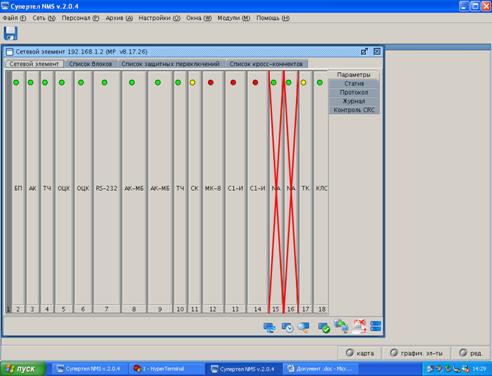 Супертел NMS v.2.0.4
Файл (F) Сеть (N) Персонал (P) Архив (A) Настройки (O) Окна (W) Модули (M) Помощь (H)
Сетевой элемент 192.168.1.2 (МР v8.17.26)
Сетевой элемент Список блоков Список защитных переключений Список кросс-коннектов
Параметры
Статив
Протокол
Журнал
Контроль CRC
БП АК ТЧ ОЦК ОЦК RS-232 АК-МБ АК-МБ ТЧ СК МК-В С1-И С1-И NA NA ТК КЛС
1 2 3 4 5 6 7 8 9 10 11 12 13 14 15 16 17 18
карта график. эл-ты ред.
пуск Супертел NMS v.2.0.4 1 - HyperTerminal Супертел NMS v.2.0.4 Документ .doc - Micros... 14:29